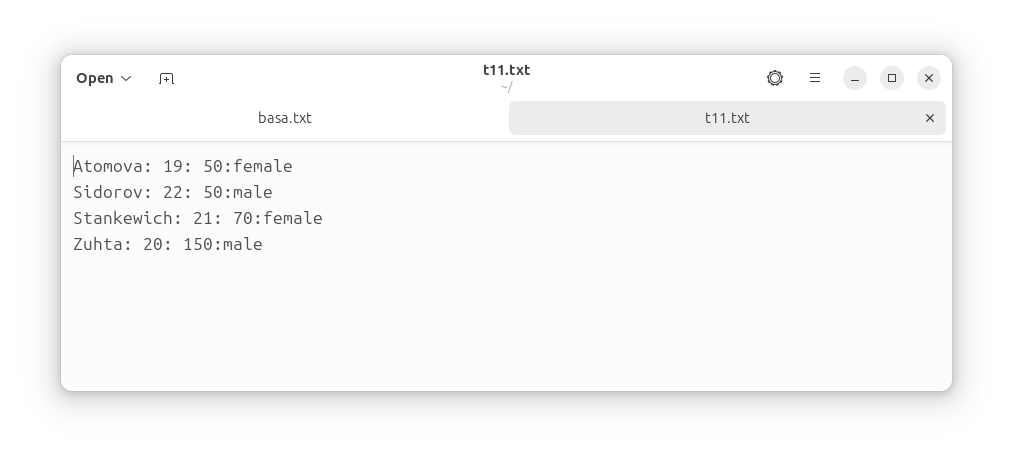 Open
t11.txt
~/
basa.txt
t11.txt
Atomova: 19: 50:female
Sidorov: 22: 50:male
Stankewich: 21: 70:female
Zuhta: 20: 150:male